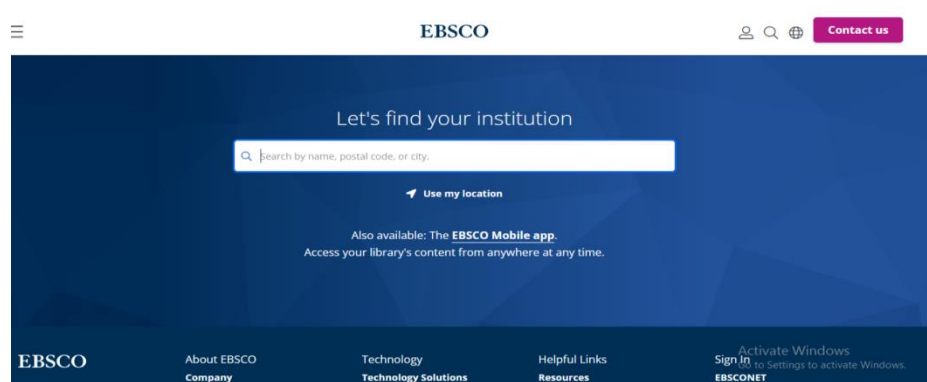 EBSCO
Contact us
Let's find your institution
Search by name, postal code, or city.
Use my location
Also available: The EBSCO Mobile app.
Access your library's content from anywhere at any time.
EBSCO
About EBSCO
Technology
Helpful Links
Sign In
Company
Technology Solutions
Resources
EBSCONET
Activate Windows
Go to Settings to activate Windows.